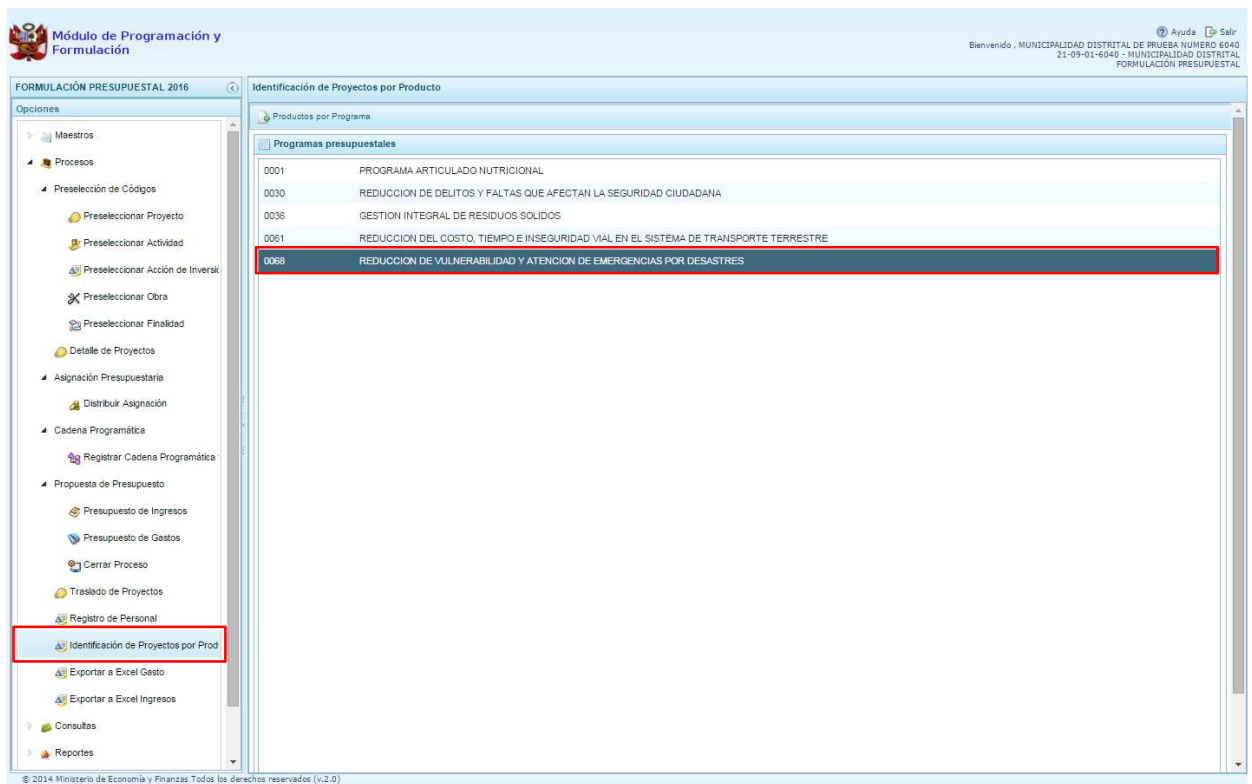 Módulo de Programación y
Formulación
Ayuda Salir
Bienvenido , MUNICIPALIDAD DISTRITAL DE PRUEBA NUMERO 6040
21-09-01-6040 - MUNICIPALIDAD DISTRITAL
FORMULACIÓN PRESUPUESTAL
FORMULACIÓN PRESUPUESTAL 2016
Opciones
Maestros
Procesos
Preselección de Códigos
Preseleccionar Proyecto
Preseleccionar Actividad
Preseleccionar Acción de Inversic
Preseleccionar Obra
Preseleccionar Finalidad
Detalle de Proyectos
Asignación Presupuestaria
Distribuir Asignación
Cadena Programática
Registrar Cadena Programática
Propuesta de Presupuesto
Presupuesto de Ingresos
Presupuesto de Gastos
Cerrar Proceso
Traslado de Proyectos
Registro de Personal
Identificación de Proyectos por Prod
Exportar a Excel Gasto
Exportar a Excel Ingresos
Consultas
Reportes
Identificación de Proyectos por Producto
Productos por Programa
Programas presupuestales
0001 PROGRAMA ARTICULADO NUTRICIONAL
0030 REDUCCION DE DELITOS Y FALTAS QUE AFECTAN LA SEGURIDAD CIUDADANA
0036 GESTION INTEGRAL DE RESIDUOS SOLIDOS
0061 REDUCCION DEL COSTO, TIEMPO E INSEGURIDAD VIAL EN EL SISTEMA DE TRANSPORTE TERRESTRE
0068 REDUCCION DE VULNERABILIDAD Y ATENCION DE EMERGENCIAS POR DESASTRES
© 2014 Ministerio de Economía y Finanzas Todos los derechos reservados (v.2.0)